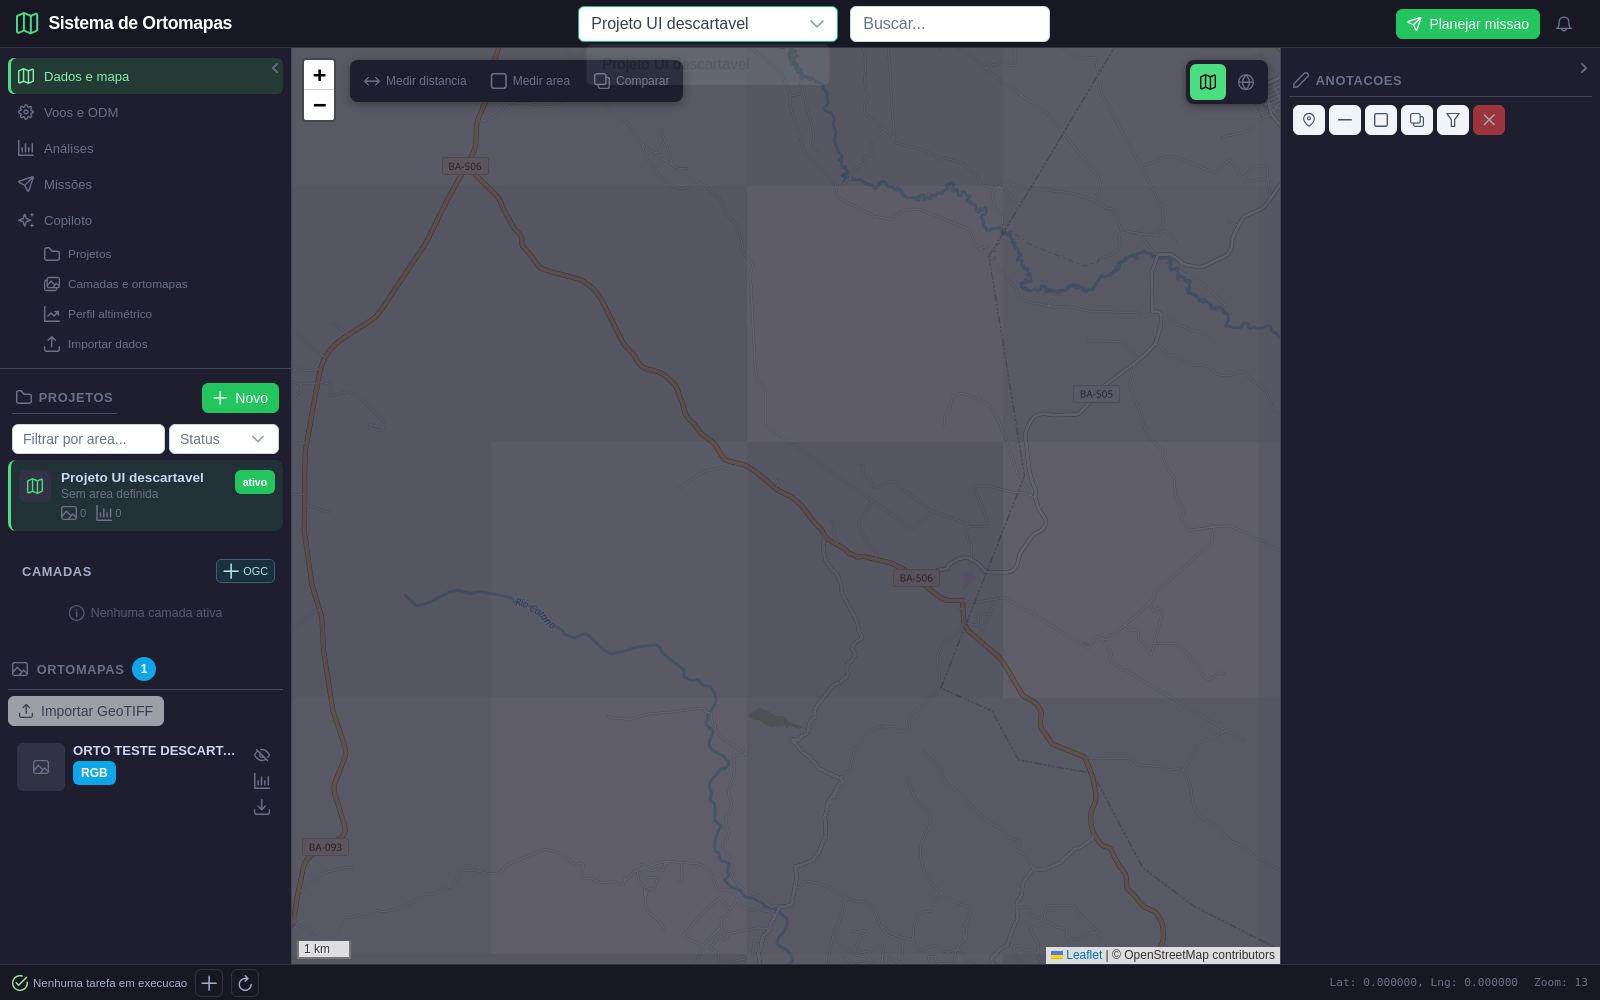 Sistema de Ortomapas
Projeto UI descartavel
Buscar...
Planejar missao
Dados e mapa
Voos e ODM
Análises
Missões
Copiloto
Projetos
Camadas e ortomapas
Perfil altimétrico
Importar dados
PROJETOS
Novo
Filtrar por area...
Status
Projeto UI descartavel
ativo
Sem area definida
0 0
CAMADAS
OGC
Nenhuma camada ativa
ORTOMAPAS 1
Importar GeoTIFF
ORTO TESTE DESCART...
RGB
+
−
Projeto UI descartavel
Medir distancia
Medir area
Comparar
BA-506
BA-505
BA-506
Rio Catana
BA-093
1 km
Leaflet | © OpenStreetMap contributors
ANOTACOES
Nenhuma tarefa em execucao
Lat: 0.000000, Lng: 0.000000 Zoom: 13